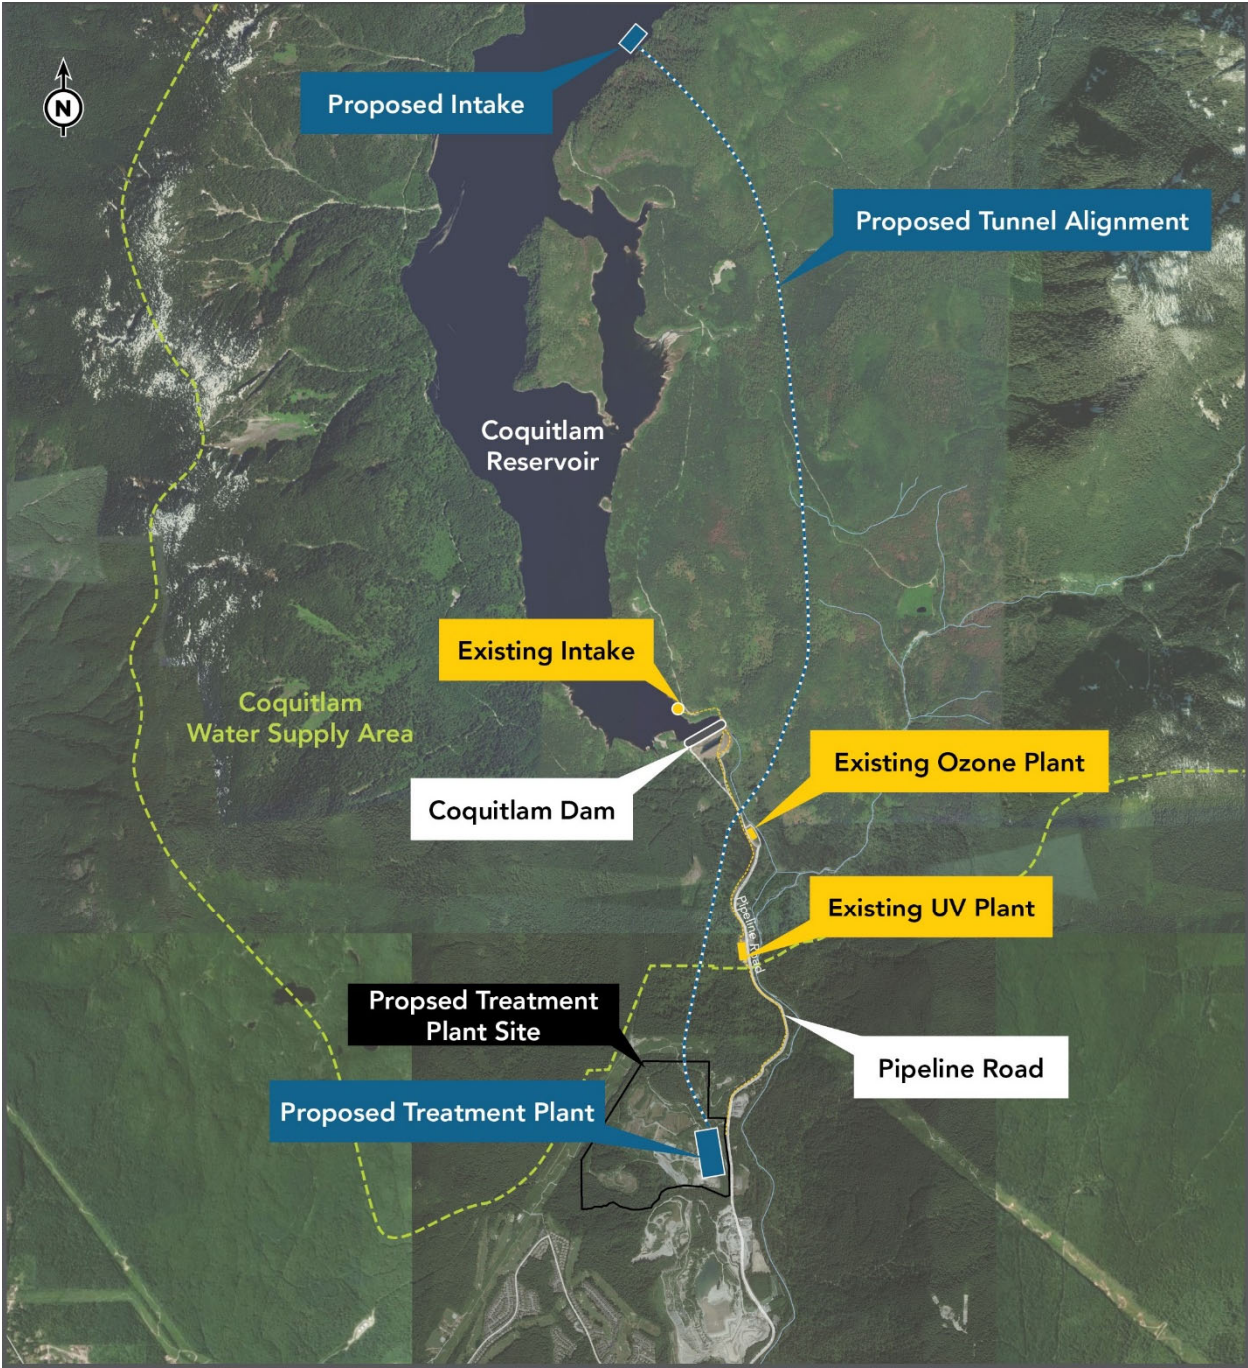 N
Proposed Intake
Proposed Tunnel Alignment
Coquitlam
Reservoir
Existing Intake
Coquitlam
Water Supply Area
Existing Ozone Plant
Coquitlam Dam
Existing UV Plant
Pipeline Road
Propsed Treatment
Plant Site
Pipeline Road
Proposed Treatment Plant